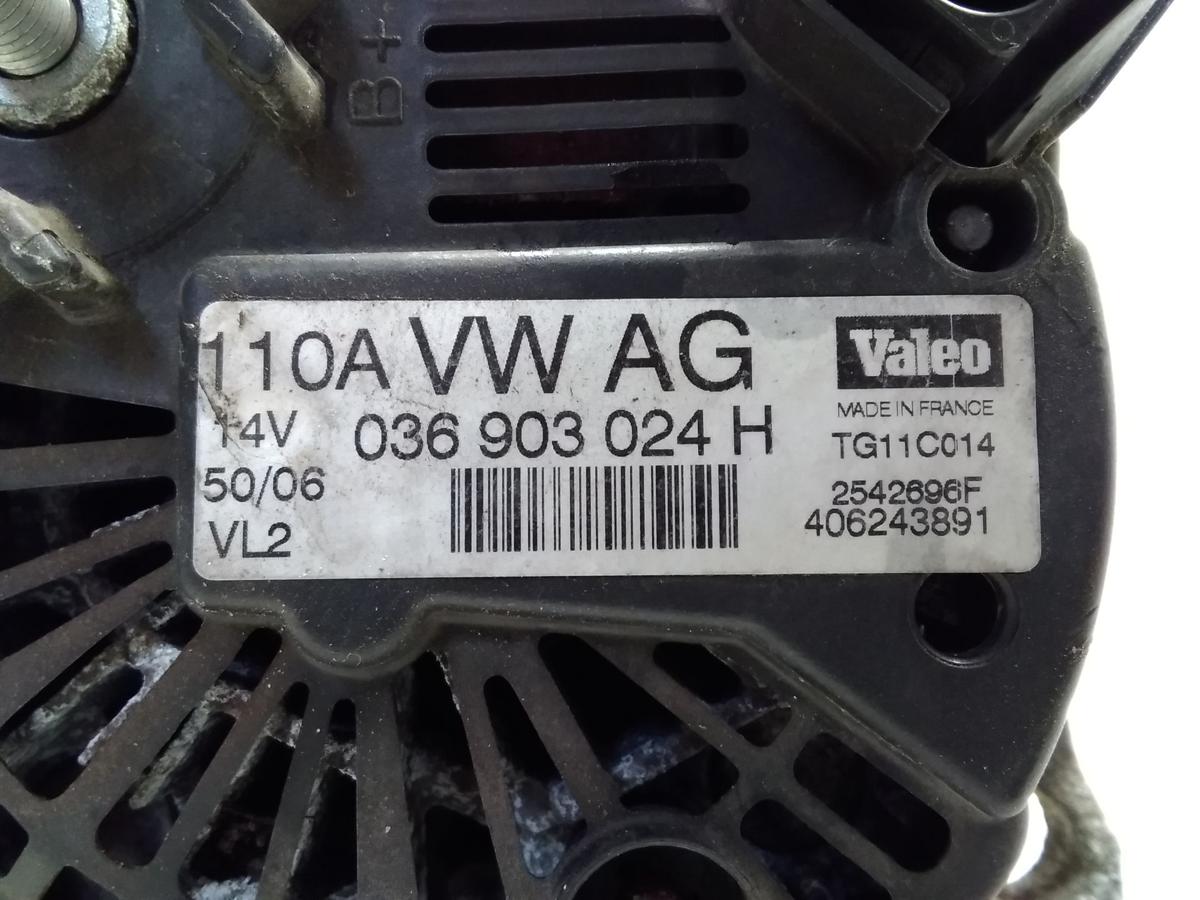 B+
110A VW AG
Valeo
MADE IN FRANCE
14V 036 903 024 H
TG11C014
50/06
2542696F
VL2
406243891